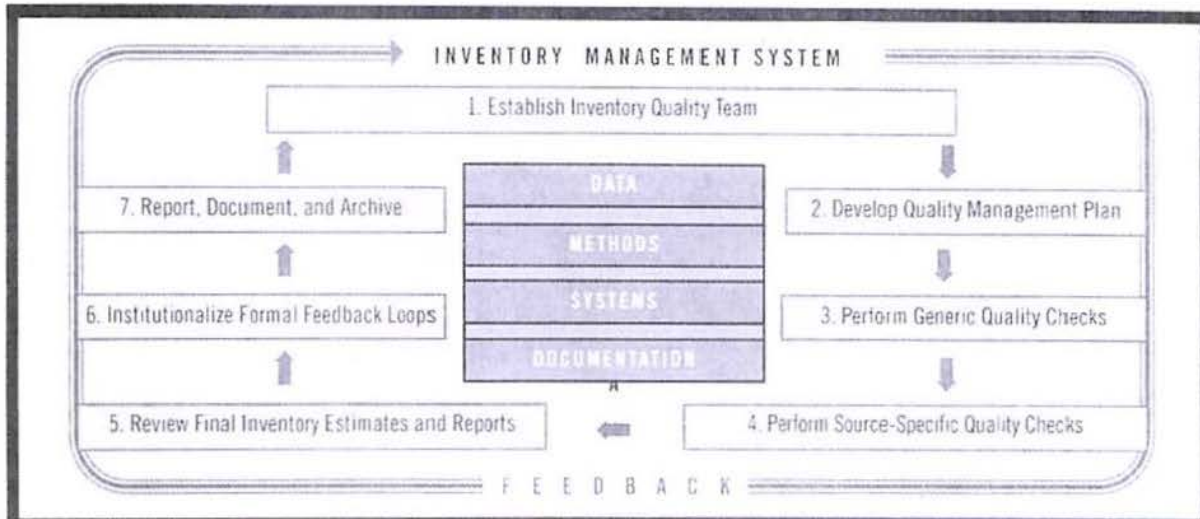 INVENTORY MANAGEMENT SYSTEM
1. Establish Inventory Quality Team
DATA
7. Report, Document, and Archive
2. Develop Quality Management Plan
METHODS
6. Institutionalize Formal Feedback Loops
SYSTEMS
3. Perform Generic Quality Checks
DOCUMENTATION
5. Review Final Inventory Estimates and Reports
4. Perform Source-Specific Quality Checks
FEEDBACK